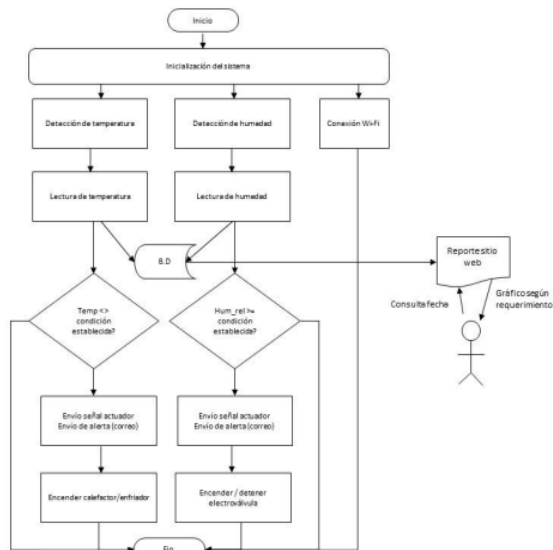 Inicio
Inicialización del sistema
Detección de temperatura
Detección de humedad
Conexión Wi-Fi
Lectura de temperatura
Lectura de humedad
B.D
Reporte sitio
web
Consulta fecha
Gráfico según
requerimiento
Temp <>
condición
establecida?
Hum_rel >=
condición
establecida?
Envío señal actuador
Envío de alerta (correo)
Envío señal actuador
Envío de alerta (correo)
Encender calefactor/enfriador
Encender / detener
electroválvula
Fin